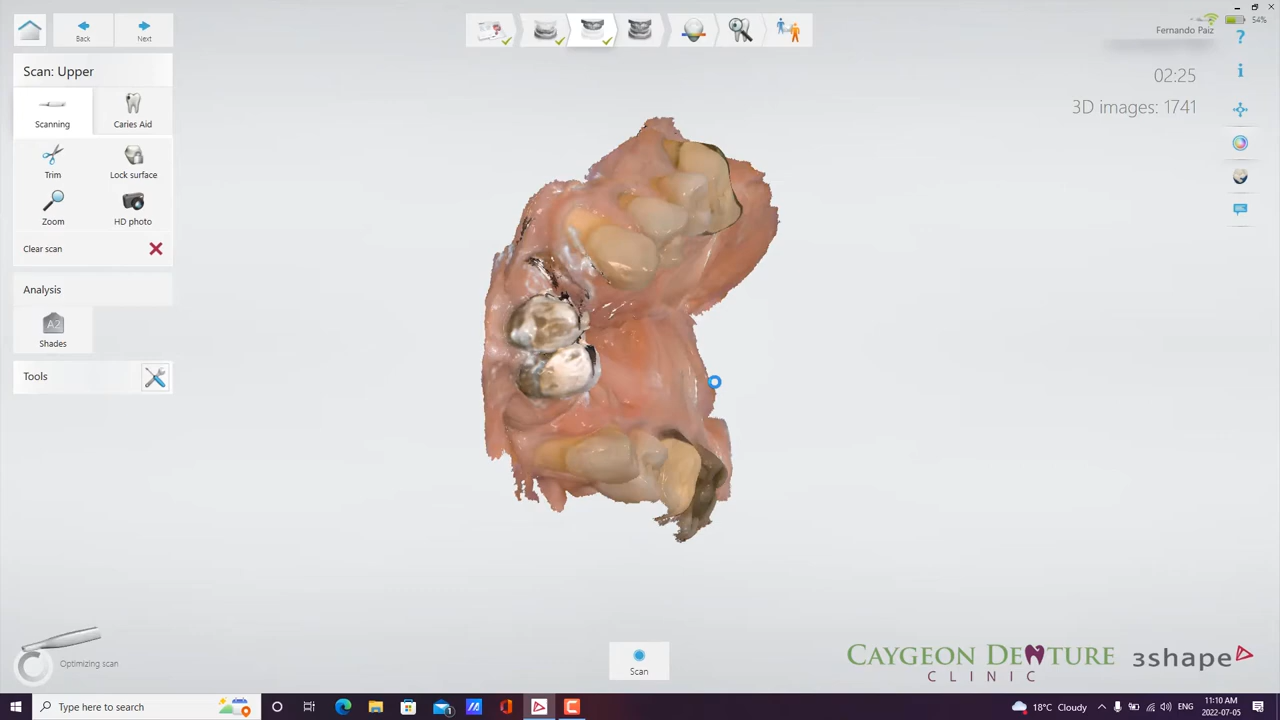 54%
Fernando Paiz
Back
Next
Scan: Upper
02:25
3D images: 1741
Scanning
Caries Aid
Trim
Lock surface
Zoom
HD photo
Clear scan
Analysis
A2
Shades
Tools
Optimizing scan
Scan
CAYGEON DENTURE
CLINIC
3shape
Type here to search
18°C Cloudy
ENG
11:10 AM
2022-07-05